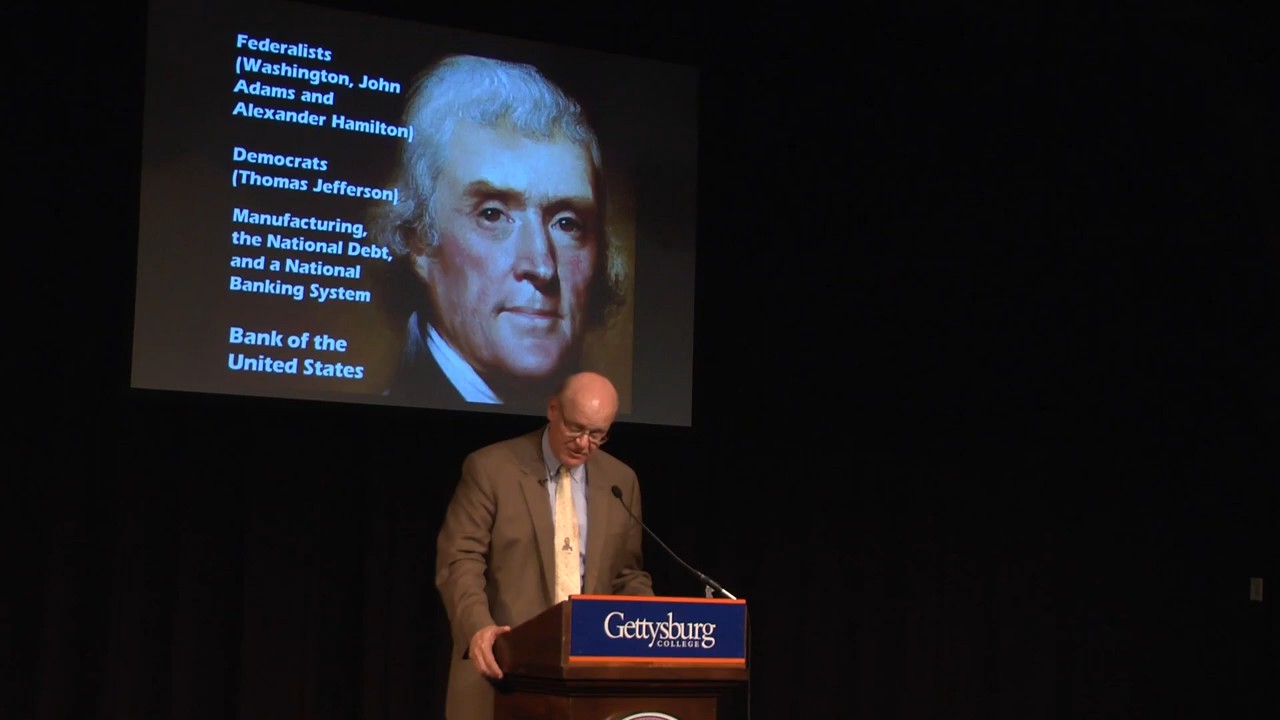 Federalists
(Washington, John
Adams and
Alexander Hamilton)
Democrats
(Thomas Jefferson)
Manufacturing,
the National Debt,
and a National
Banking System
Bank of the
United States
Gettysburg
COLLEGE